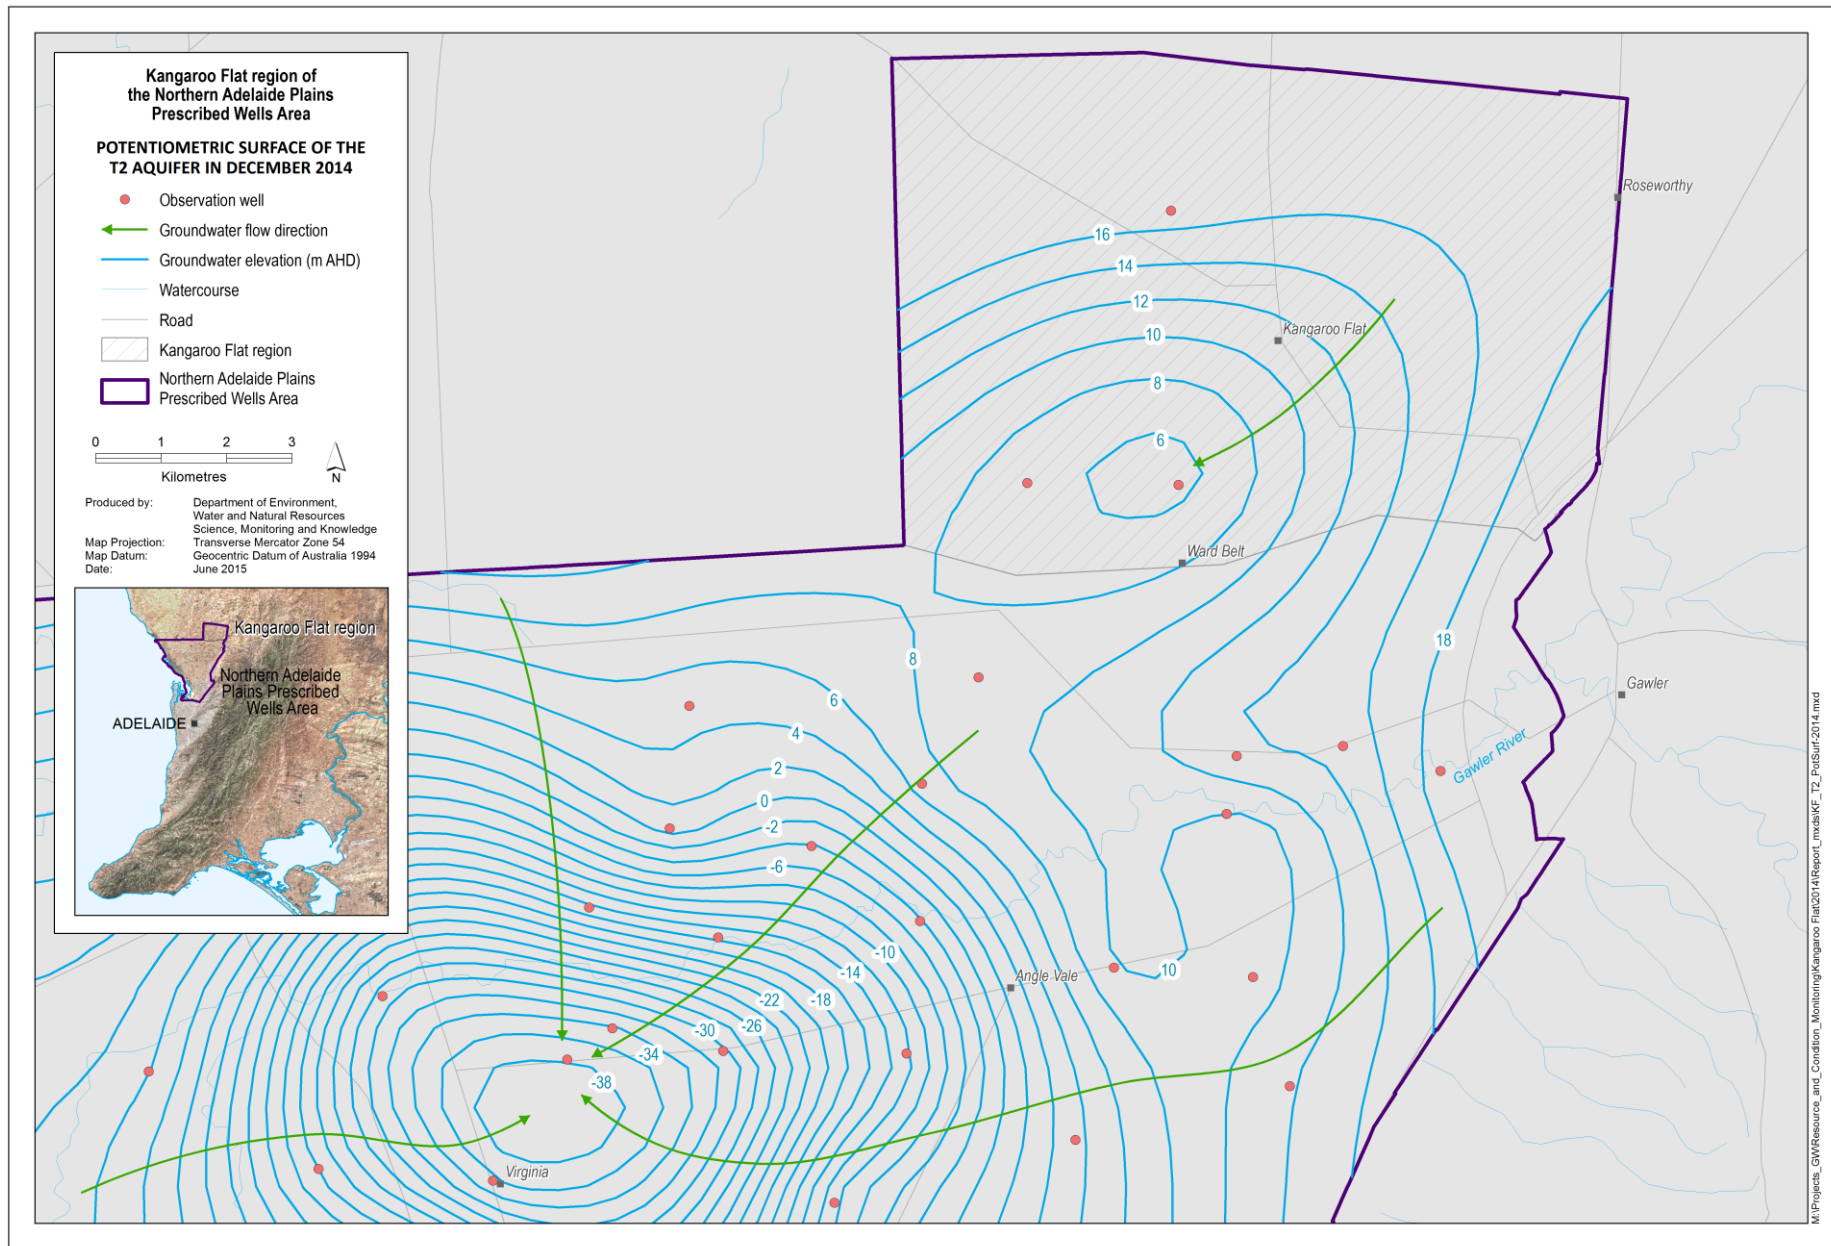 Kangaroo Flat region of
the Northern Adelaide Plains
Prescribed Wells Area
POTENTIOMETRIC SURFACE OF THE
T2 AQUIFER IN DECEMBER 2014
Observation well
Groundwater flow direction
Groundwater elevation (m AHD)
Watercourse
Road
Kangaroo Flat region
Northern Adelaide Plains
Prescribed Wells Area
0 1 2 3
Kilometres
N
Produced by: Department of Environment,
Water and Natural Resources
Science, Monitoring and Knowledge
Map Projection: Transverse Mercator Zone 54
Map Datum: Geocentric Datum of Australia 1994
Date: June 2015
Kangaroo Flat region
Northern Adelaide
Plains Prescribed
Wells Area
ADELAIDE
Roseworthy
16
14
12
Kangaroo Flat
10
8
6
Ward Belt
18
8
Gawler
6
4
Gawler River
2
0
-2
-6
-10
10
-14
Angle Vale
-18
-22
-26
-30
-34
-38
Virginia
M:\Projects_GW\Resource_and_Condition_Monitoring\Kangaroo Flat\2014\Report_mxds\KF_T2_PotSurf-2014.mxd